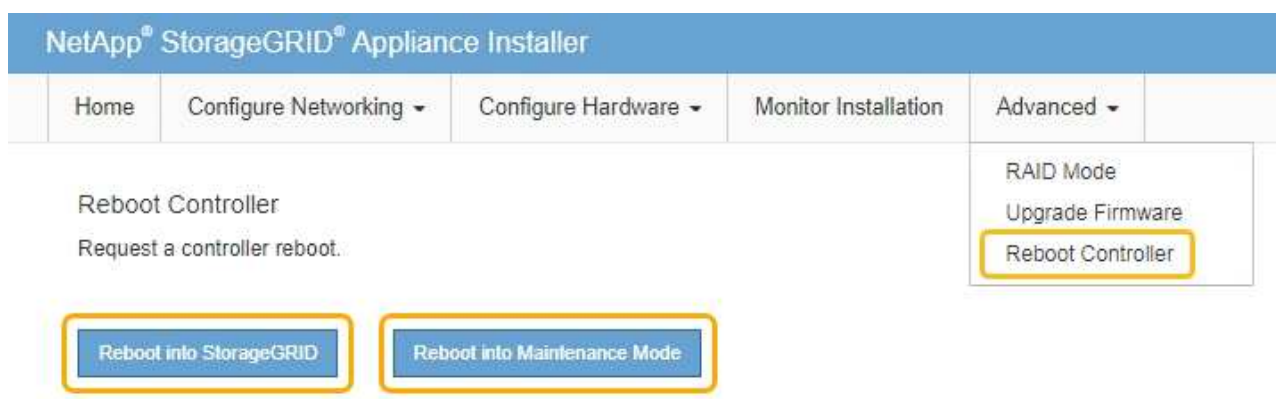 NetApp® StorageGRID® Appliance Installer
Home Configure Networking Configure Hardware Monitor Installation Advanced
RAID Mode
Upgrade Firmware
Reboot Controller
Reboot Controller
Request a controller reboot.
Reboot into StorageGRID Reboot into Maintenance Mode